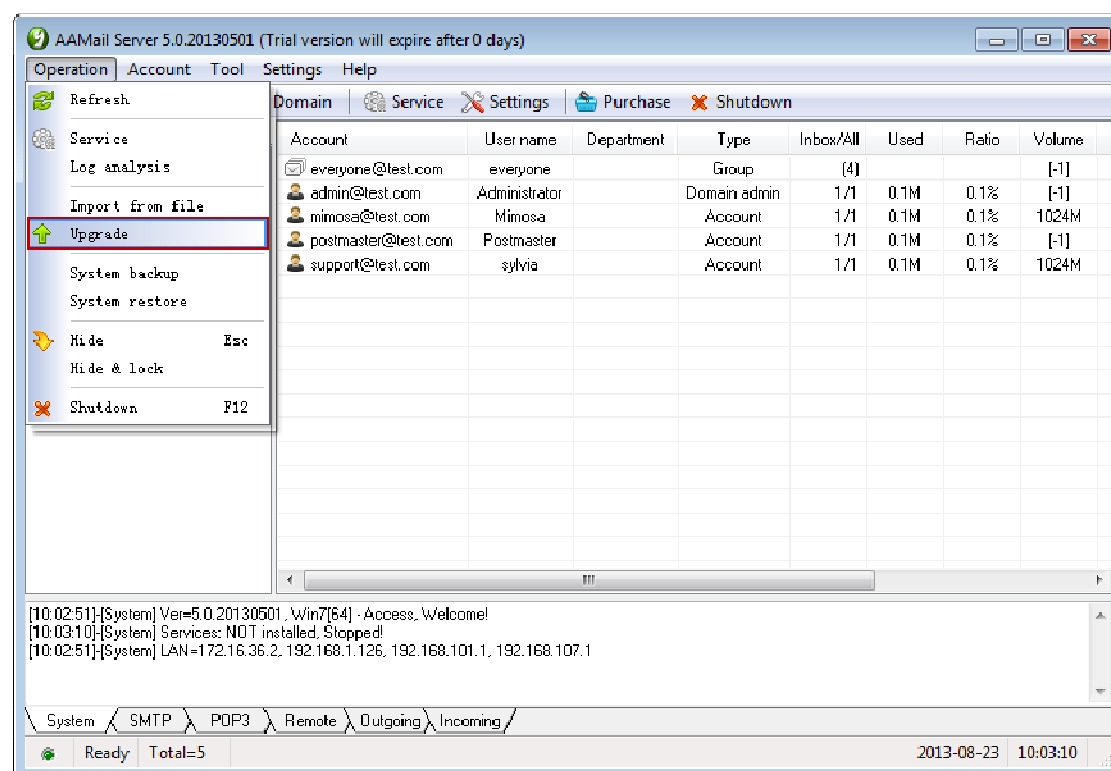 AAMail Server 5.0.20130501 (Trial version will expire after 0 days)
Operation Account Tool Settings Help
Domain Service Settings Purchase Shutdown
Refresh
Service
Log analysis
Import from file
Upgrade
System backup
System restore
Hide Esc
Hide & lock
Shutdown F12
Account User name Department Type Inbox/All Used Ratio Volume
everyone@test.com everyone Group (4) [-1]
admin@test.com Administrator Domain admin 1/1 0.1M 0.1% [-1]
mimosa@test.com Mimosa Account 1/1 0.1M 0.1% 1024M
postmaster@test.com Postmaster Account 1/1 0.1M 0.1% [-1]
support@test.com sylvia Account 1/1 0.1M 0.1% 1024M
[10:02:51]-[System] Ver=5.0.20130501, Win7[64] - Access, Welcome!
[10:03:10]-[System] Services: NOT installed, Stopped!
[10:02:51]-[System] LAN=172.16.36.2, 192.168.1.126, 192.168.101.1, 192.168.107.1
System SMTP POP3 Remote Outgoing Incoming
Ready Total=5 2013-08-23 10:03:10